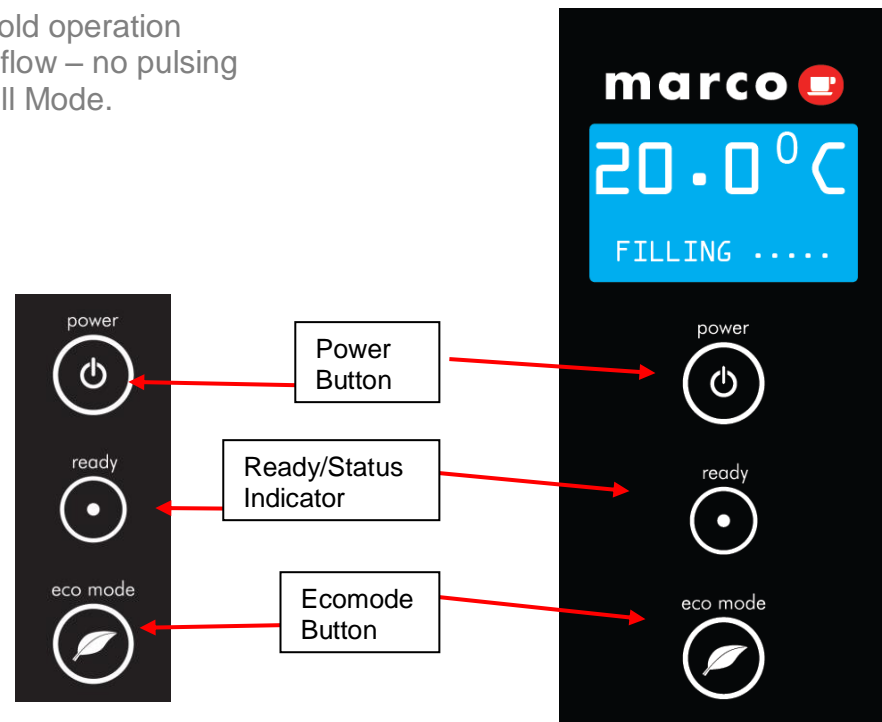 old operation
flow – no pulsing
ll Mode.
marco
20.0°C
FILLING .....
power
ready
eco mode
Power
Button
Ready/Status
Indicator
Ecomode
Button
power
ready
eco mode